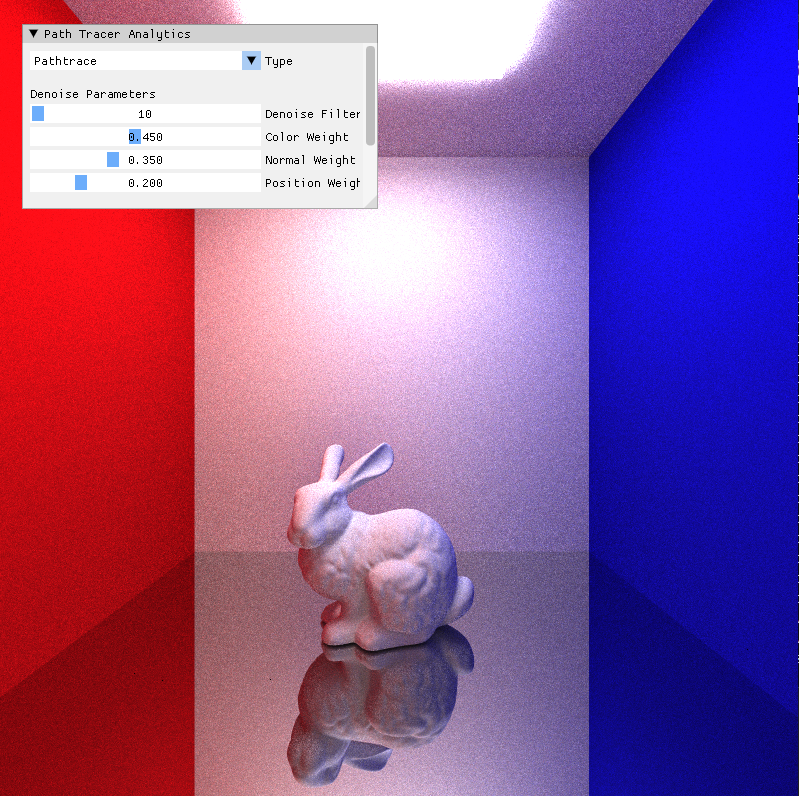 Path Tracer Analytics
Pathtrace Type
Denoise Parameters
10 Denoise Filter
0.450 Color Weight
0.350 Normal Weight
0.200 Position Weigh